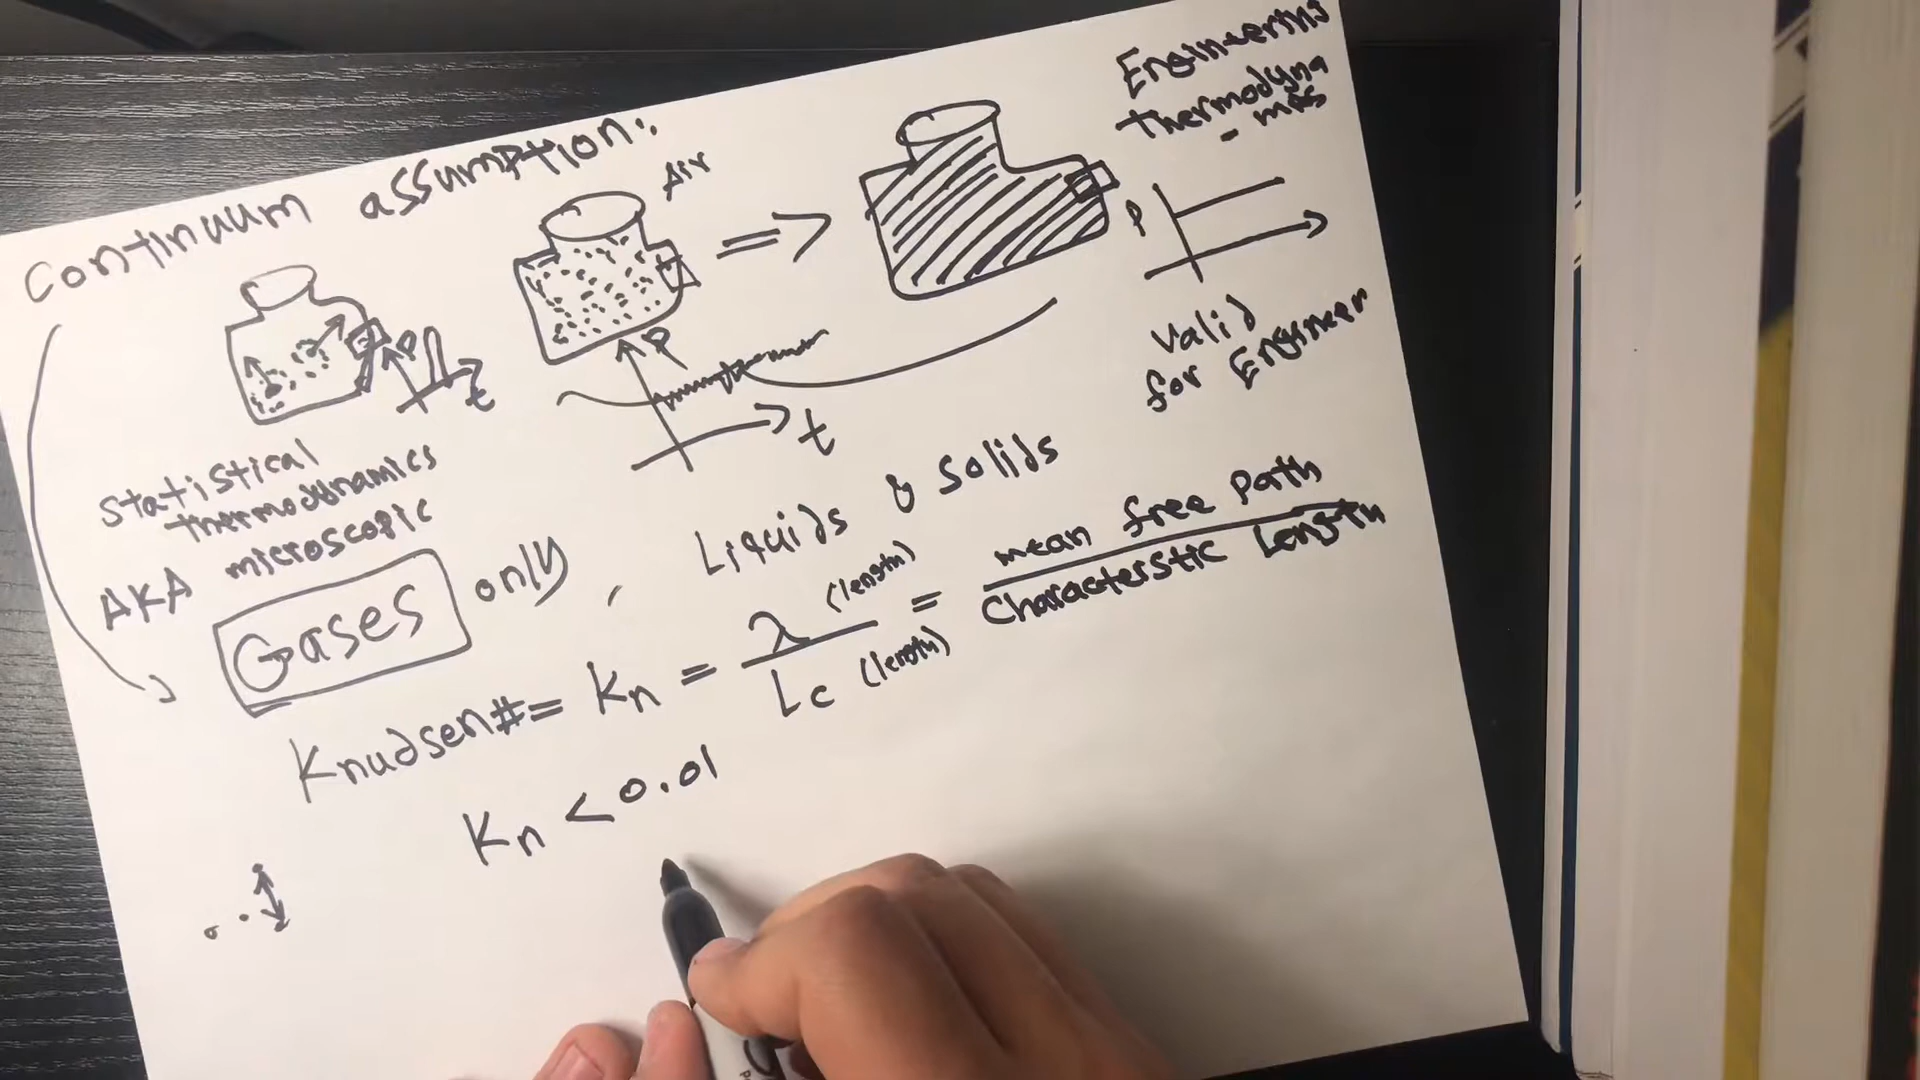 Continuum assumption:
Air
Engineering
thermodyna
- mics
P
t
P
t
P
Valid
for Engineer
Statistical
thermodynamics
AKA microscopic
Gases only, Liquids & Solids
Knudsen# = Kn = λ (length) / Lc (length) = mean free path / Characterstic Length
Kn < 0.01